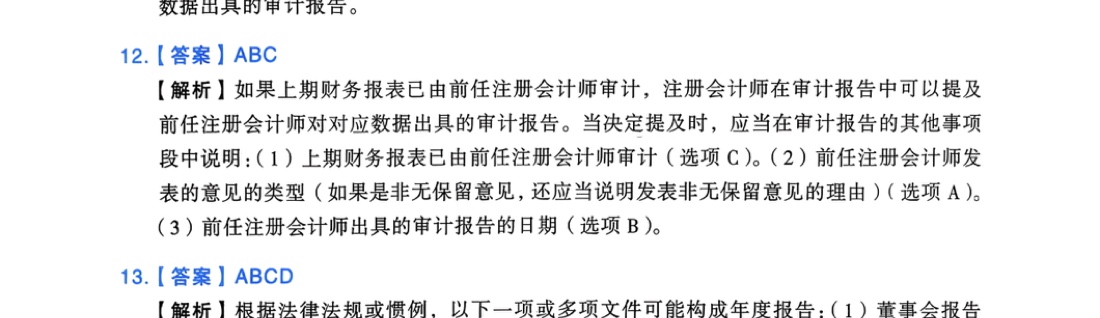 数据出具的审计报告。
12.【答案】ABC
【解析】如果上期财务报表已由前任注册会计师审计，注册会计师在审计报告中可以提及
前任注册会计师对对应数据出具的审计报告。当决定提及时，应当在审计报告的其他事项
段中说明：（1）上期财务报表已由前任注册会计师审计（选项 C）。（2）前任注册会计师发
表的意见的类型（如果是非无保留意见，还应当说明发表非无保留意见的理由）（选项 A）。
（3）前任注册会计师出具的审计报告的日期（选项 B）。
13.【答案】ABCD
【解析】根据法律法规或惯例，以下一项或多项文件可能构成年度报告：（1）董事会报告